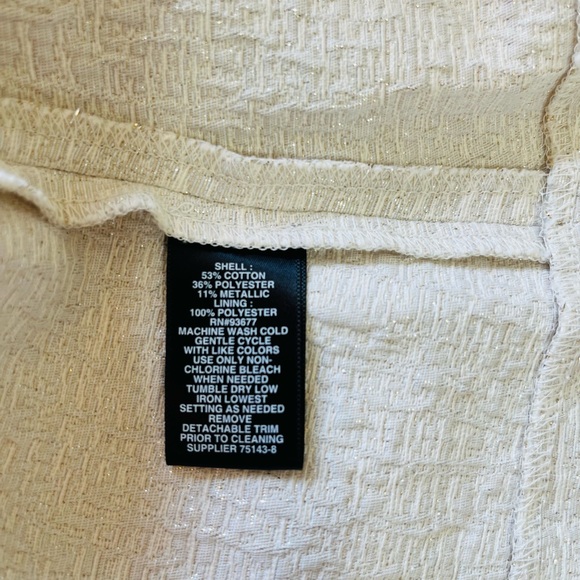 SHELL :
53% COTTON
36% POLYESTER
11% METALLIC
LINING :
100% POLYESTER
RN#93677
MACHINE WASH COLD
GENTLE CYCLE
WITH LIKE COLORS
USE ONLY NON-
CHLORINE BLEACH
WHEN NEEDED
TUMBLE DRY LOW
IRON LOWEST
SETTING AS NEEDED
REMOVE
DETACHABLE TRIM
PRIOR TO CLEANING
SUPPLIER 75143-8